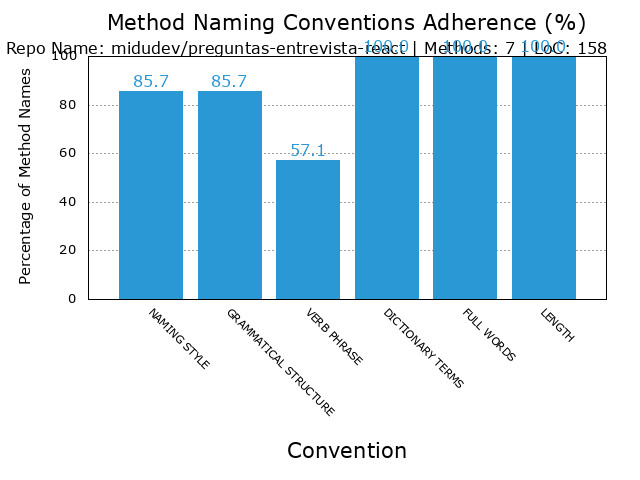 Method Naming Conventions Adherence (%)
Repo Name: midudev/preguntas-entrevista-react | Methods: 7 | LoC: 158
Percentage of Method Names
100
80
60
40
20
0
85.7
85.7
57.1
100.0
100.0
100.0
NAMING STYLE
GRAMMATICAL STRUCTURE
VERB PHRASE
DICTIONARY TERMS
FULL WORDS
LENGTH
Convention